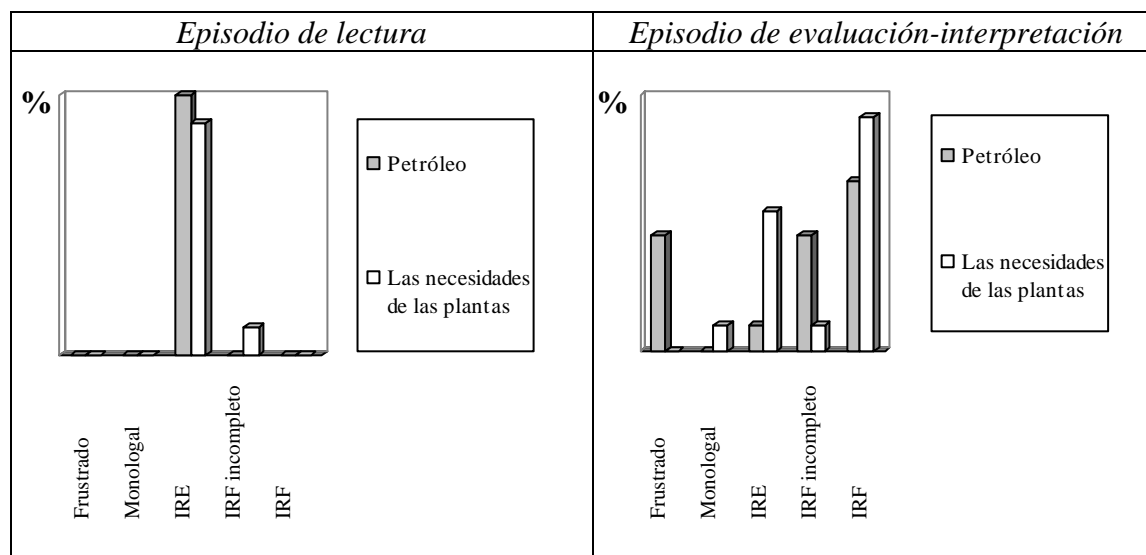 Episodio de lectura
Episodio de evaluación-interpretación
%
Petróleo
Las necesidades
de las plantas
Frustrado
Monologal
IRE
IRF incompleto
IRF
%
Petróleo
Las necesidades
de las plantas
Frustrado
Monologal
IRE
IRF incompleto
IRF